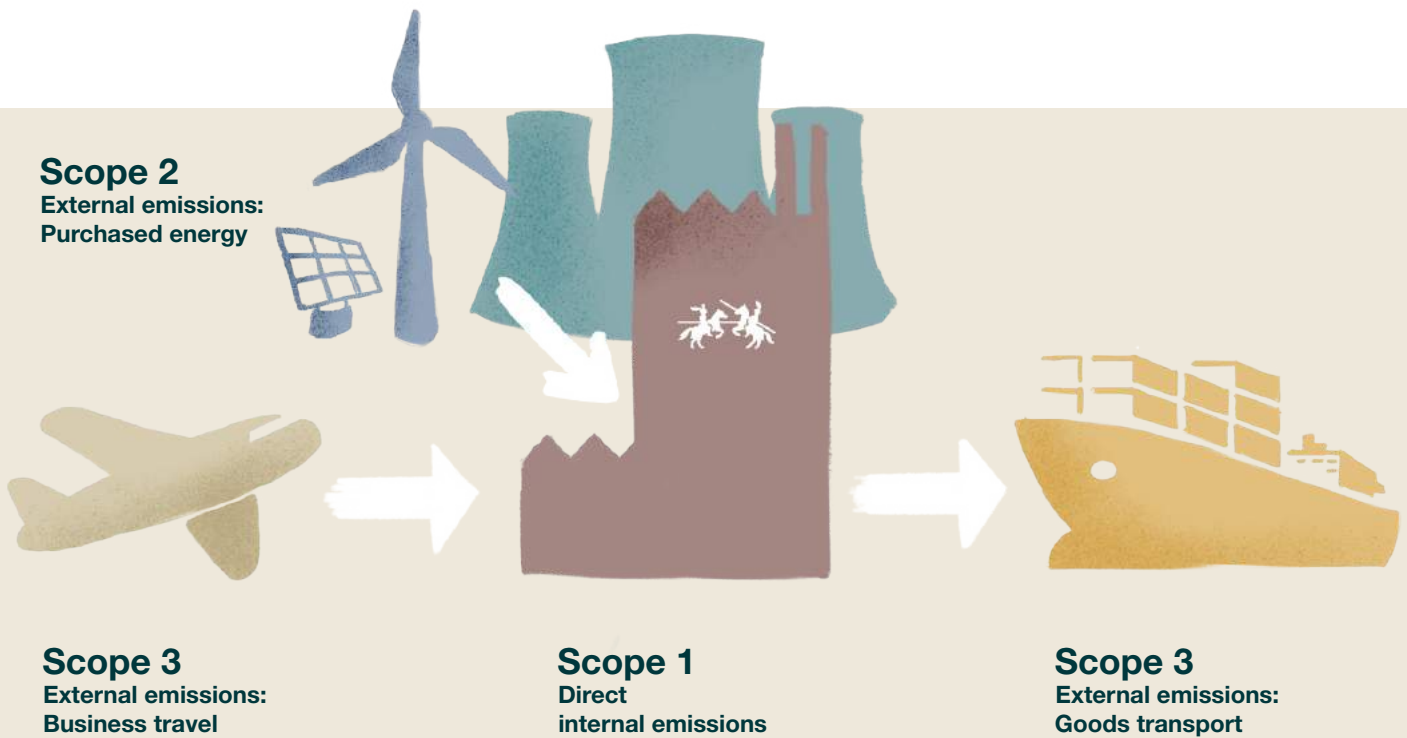 Scope 2
External emissions:
Purchased energy
Scope 3
External emissions:
Business travel
Scope 1
Direct
internal emissions
Scope 3
External emissions:
Goods transport